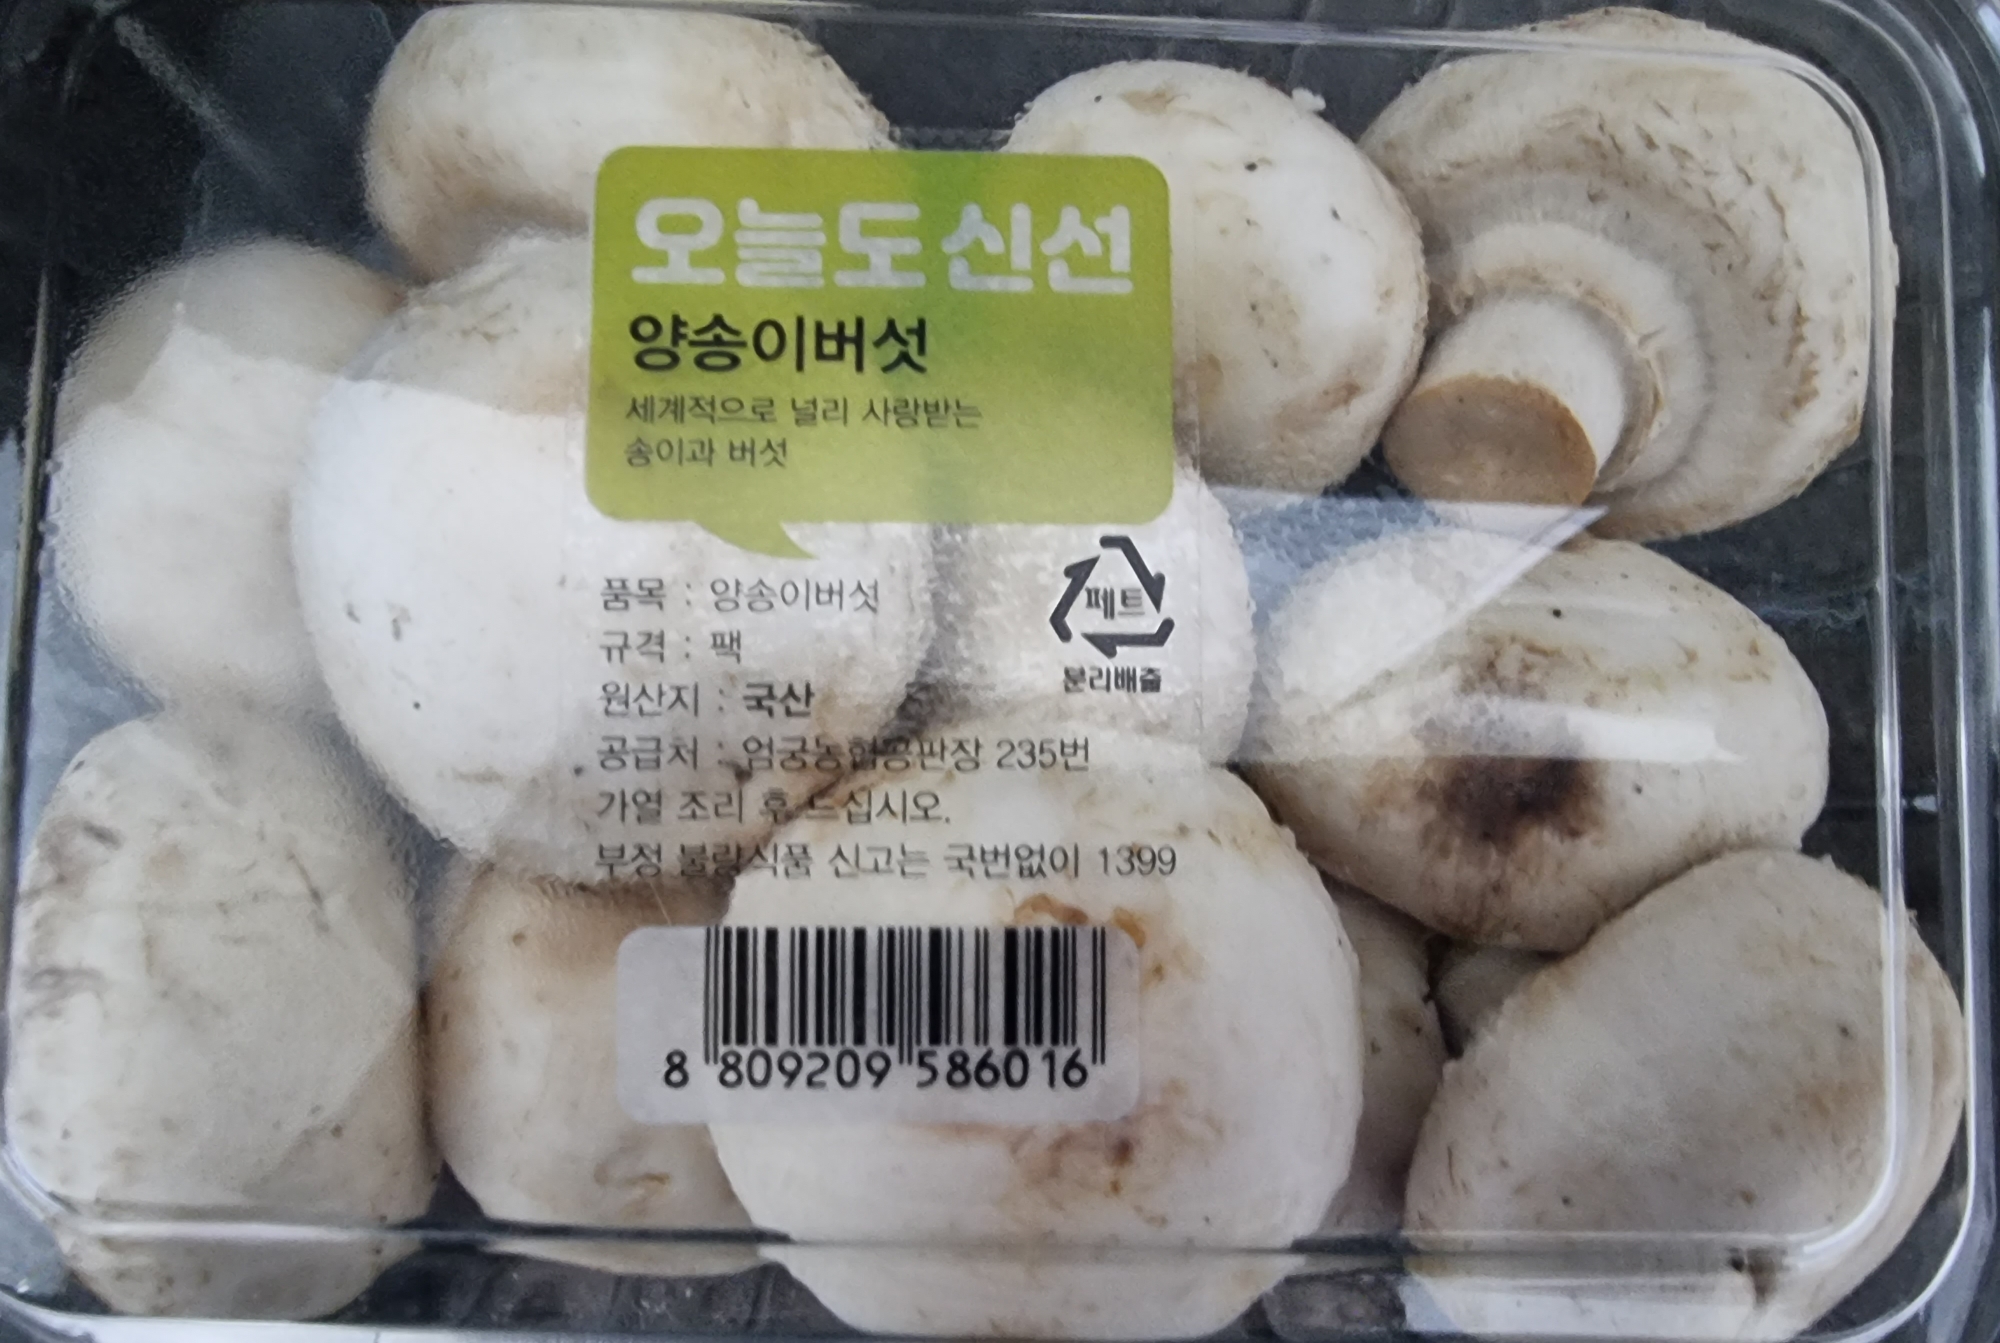 오늘도 신선
양송이버섯
세계적으로 널리 사랑받는
송이과 버섯
페트
분리배출
품목 : 양송이버섯
규격 : 팩
원산지 : 국산
공급처 : 엄궁농협공판장 235번
가열 조리 후 드십시오.
부정 불량식품 신고는 국번없이 1399
8 809209 586016